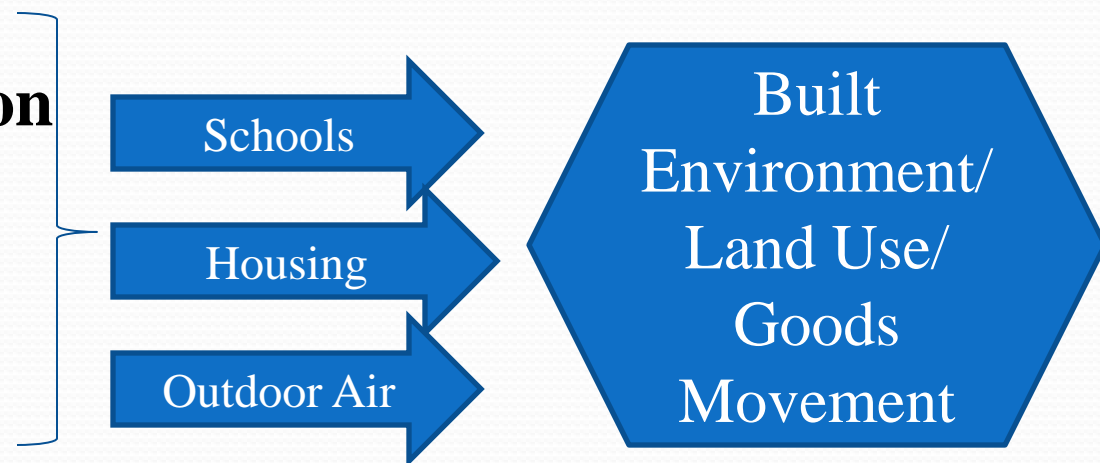 on
Schools
Housing
Outdoor Air
Built
Environment/
Land Use/
Goods
Movement